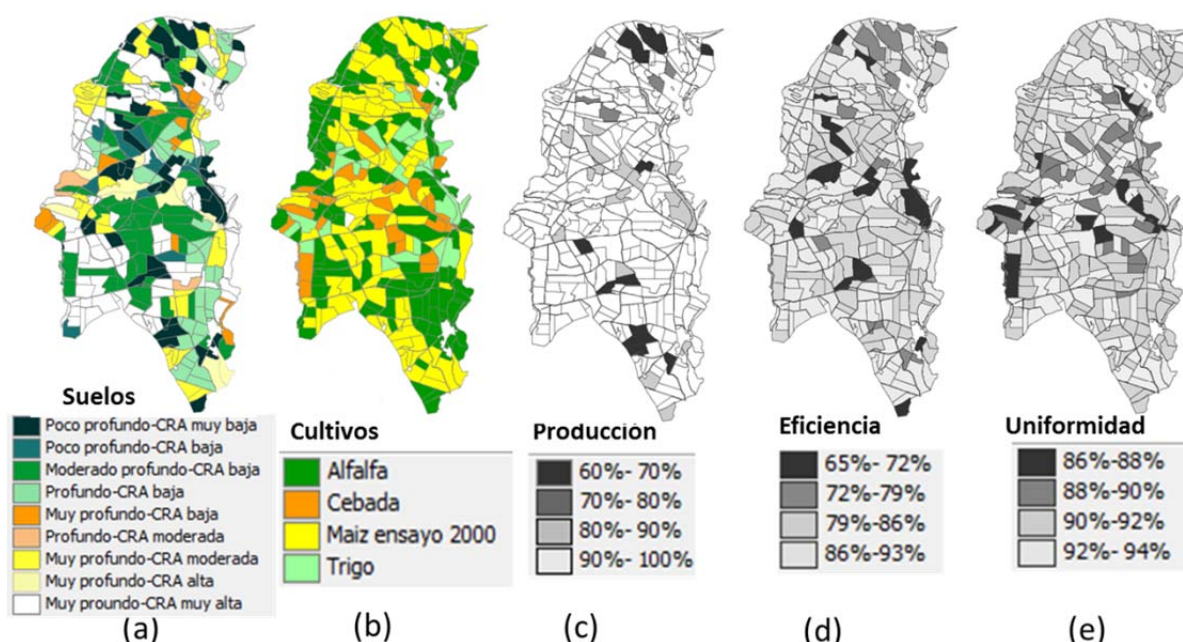 Suelos
Poco profundo-CRA muy baja
Poco profundo-CRA baja
Moderado profundo-CRA baja
Profundo-CRA baja
Muy profundo-CRA baja
Profundo-CRA moderada
Muy profundo-CRA moderada
Muy profundo-CRA alta
Muy proundo-CRA muy alta
(a)
Cultivos
Alfalfa
Cebada
Maiz ensayo 2000
Trigo
(b)
Producción
60%- 70%
70%- 80%
80%- 90%
90%- 100%
(c)
Eficiencia
65%- 72%
72%- 79%
79%- 86%
86%- 93%
(d)
Uniformidad
86%-88%
88%-90%
90%-92%
92%- 94%
(e)